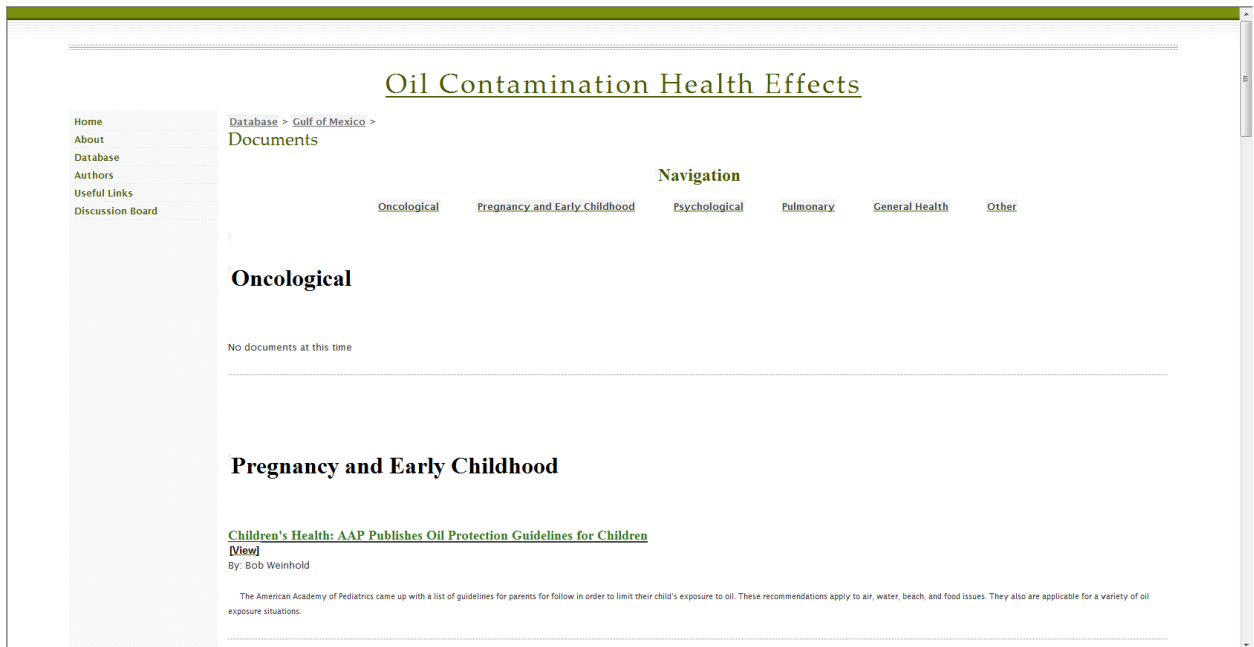 Oil Contamination Health Effects
Home
About
Database
Authors
Useful Links
Discussion Board
Database > Gulf of Mexico >
Documents
Navigation
Oncological Pregnancy and Early Childhood Psychological Pulmonary General Health Other
Oncological
No documents at this time
Pregnancy and Early Childhood
Children's Health: AAP Publishes Oil Protection Guidelines for Children
[View]
By: Bob Weinhold
The American Academy of Pediatrics came up with a list of guidelines for parents for follow in order to limit their child's exposure to oil. These recommendations apply to air, water, beach, and food issues. They also are applicable for a variety of oil
exposure situations.